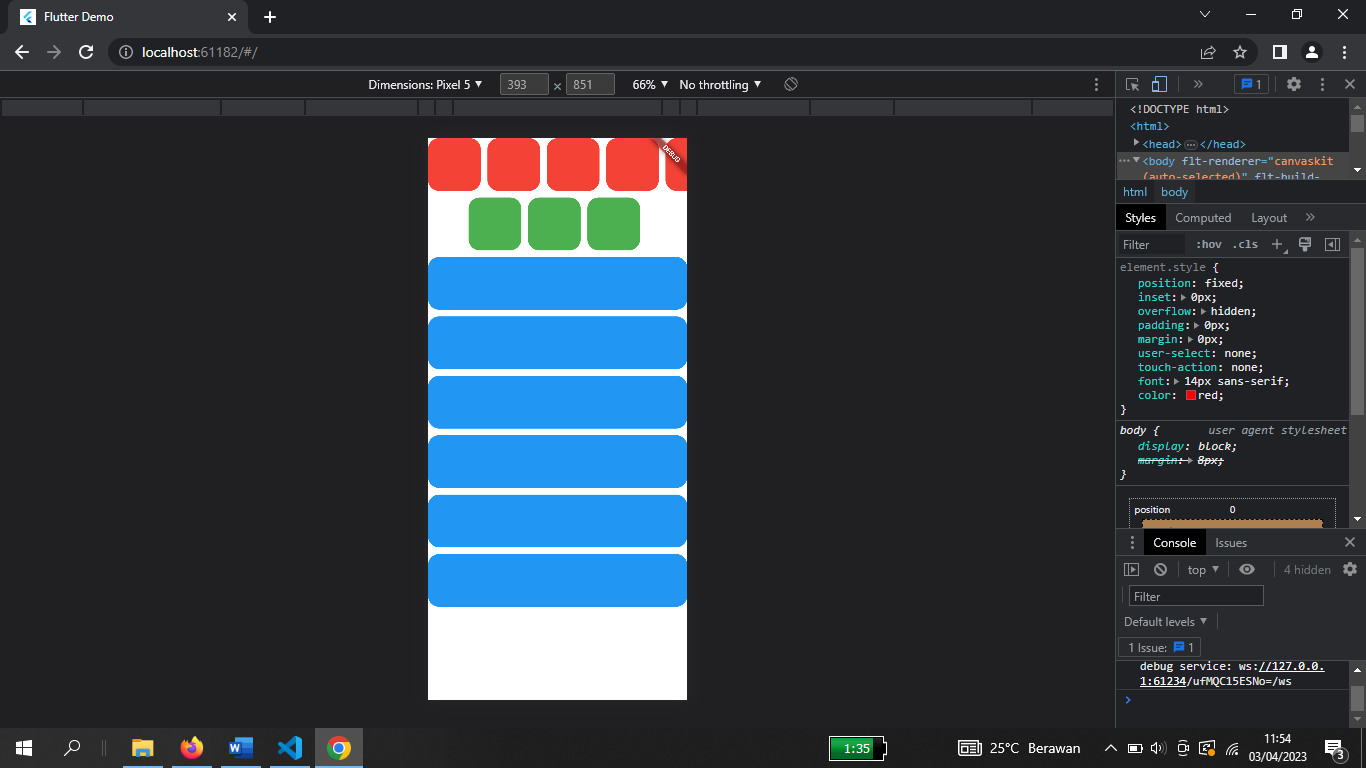 Flutter Demo
localhost:61182/#/
Dimensions: Pixel 5 393 × 851 66% No throttling
1
<!DOCTYPE html>
<html>
<head>⋯</head>
⋯<body flt-renderer="canvaskit
(auto-selected)" flt-build-
html body
Styles Computed Layout
Filter :hov .cls
element.style {
position: fixed;
inset: 0px;
overflow: hidden;
padding: 0px;
margin: 0px;
user-select: none;
touch-action: none;
font: 14px sans-serif;
color: red;
}
body { user agent stylesheet
display: block;
margin: 8px;
}
position 0
DEBUG
Console Issues
top 4 hidden
Filter
Default levels
1 Issue: 1
debug service: ws://127.0.0.
1:61234/ufMQC15ESNo=/ws
1:35
25°C Berawan
11:54
03/04/2023
3